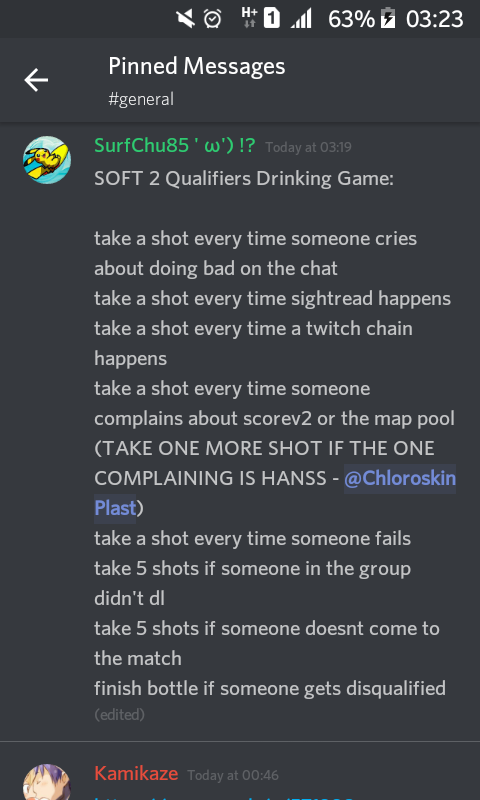 H+ 1 63% 03:23
Pinned Messages
#general
SurfChu85 ' ω') !? Today at 03:19
SOFT 2 Qualifiers Drinking Game:
take a shot every time someone cries
about doing bad on the chat
take a shot every time sightread happens
take a shot every time a twitch chain
happens
take a shot every time someone
complains about scorev2 or the map pool
(TAKE ONE MORE SHOT IF THE ONE
COMPLAINING IS HANSS - @Chloroskin
Plast)
take a shot every time someone fails
take 5 shots if someone in the group
didn't dl
take 5 shots if someone doesnt come to
the match
finish bottle if someone gets disqualified
(edited)
Kamikaze Today at 00:46